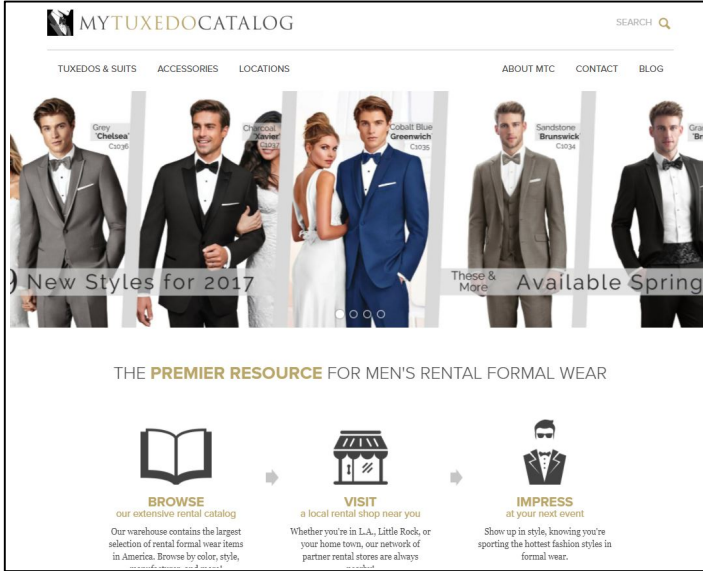 MYTUXEDOCATALOG
SEARCH
TUXEDOS & SUITS ACCESSORIES LOCATIONS ABOUT MTC CONTACT BLOG
Grey
'Chelsea'
C1036
Charcoal
'Xavier'
C1037
Cobalt Blue
'Greenwich'
C1035
Sandstone
'Brunswick'
C1034
New Styles for 2017
These &
More
Available Spring
THE PREMIER RESOURCE FOR MEN'S RENTAL FORMAL WEAR
BROWSE
our extensive rental catalog
Our warehouse contains the largest
selection of rental formal wear items
in America. Browse by color, style,
VISIT
a local rental shop near you
Whether you're in L.A., Little Rock, or
your home town, our network of
partner rental stores are always
IMPRESS
at your next event
Show up in style, knowing you're
sporting the hottest fashion styles in
formal wear.